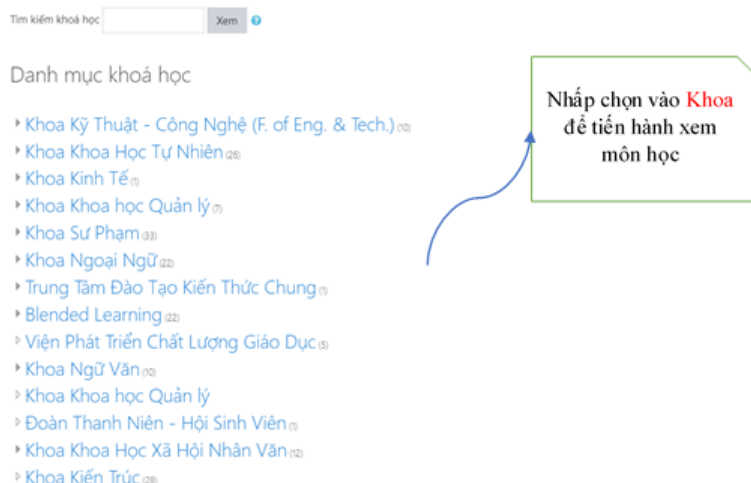 Tìm kiếm khoá học
Xem
Danh mục khoá học
Khoa Kỹ Thuật - Công Nghệ (F. of Eng. & Tech.) (10)
Khoa Khoa Học Tự Nhiên (26)
Khoa Kinh Tế (1)
Khoa Khoa học Quản lý (7)
Khoa Sư Phạm (33)
Khoa Ngoại Ngữ (22)
Trung Tâm Đào Tạo Kiến Thức Chung (1)
Blended Learning (22)
Viện Phát Triển Chất Lượng Giáo Dục (5)
Khoa Ngữ Văn (10)
Khoa Khoa học Quản lý
Đoàn Thanh Niên - Hội Sinh Viên (1)
Khoa Khoa Học Xã Hội Nhân Văn (12)
Khoa Kiến Trúc (28)
Nhấp chọn vào Khoa
để tiến hành xem
môn học